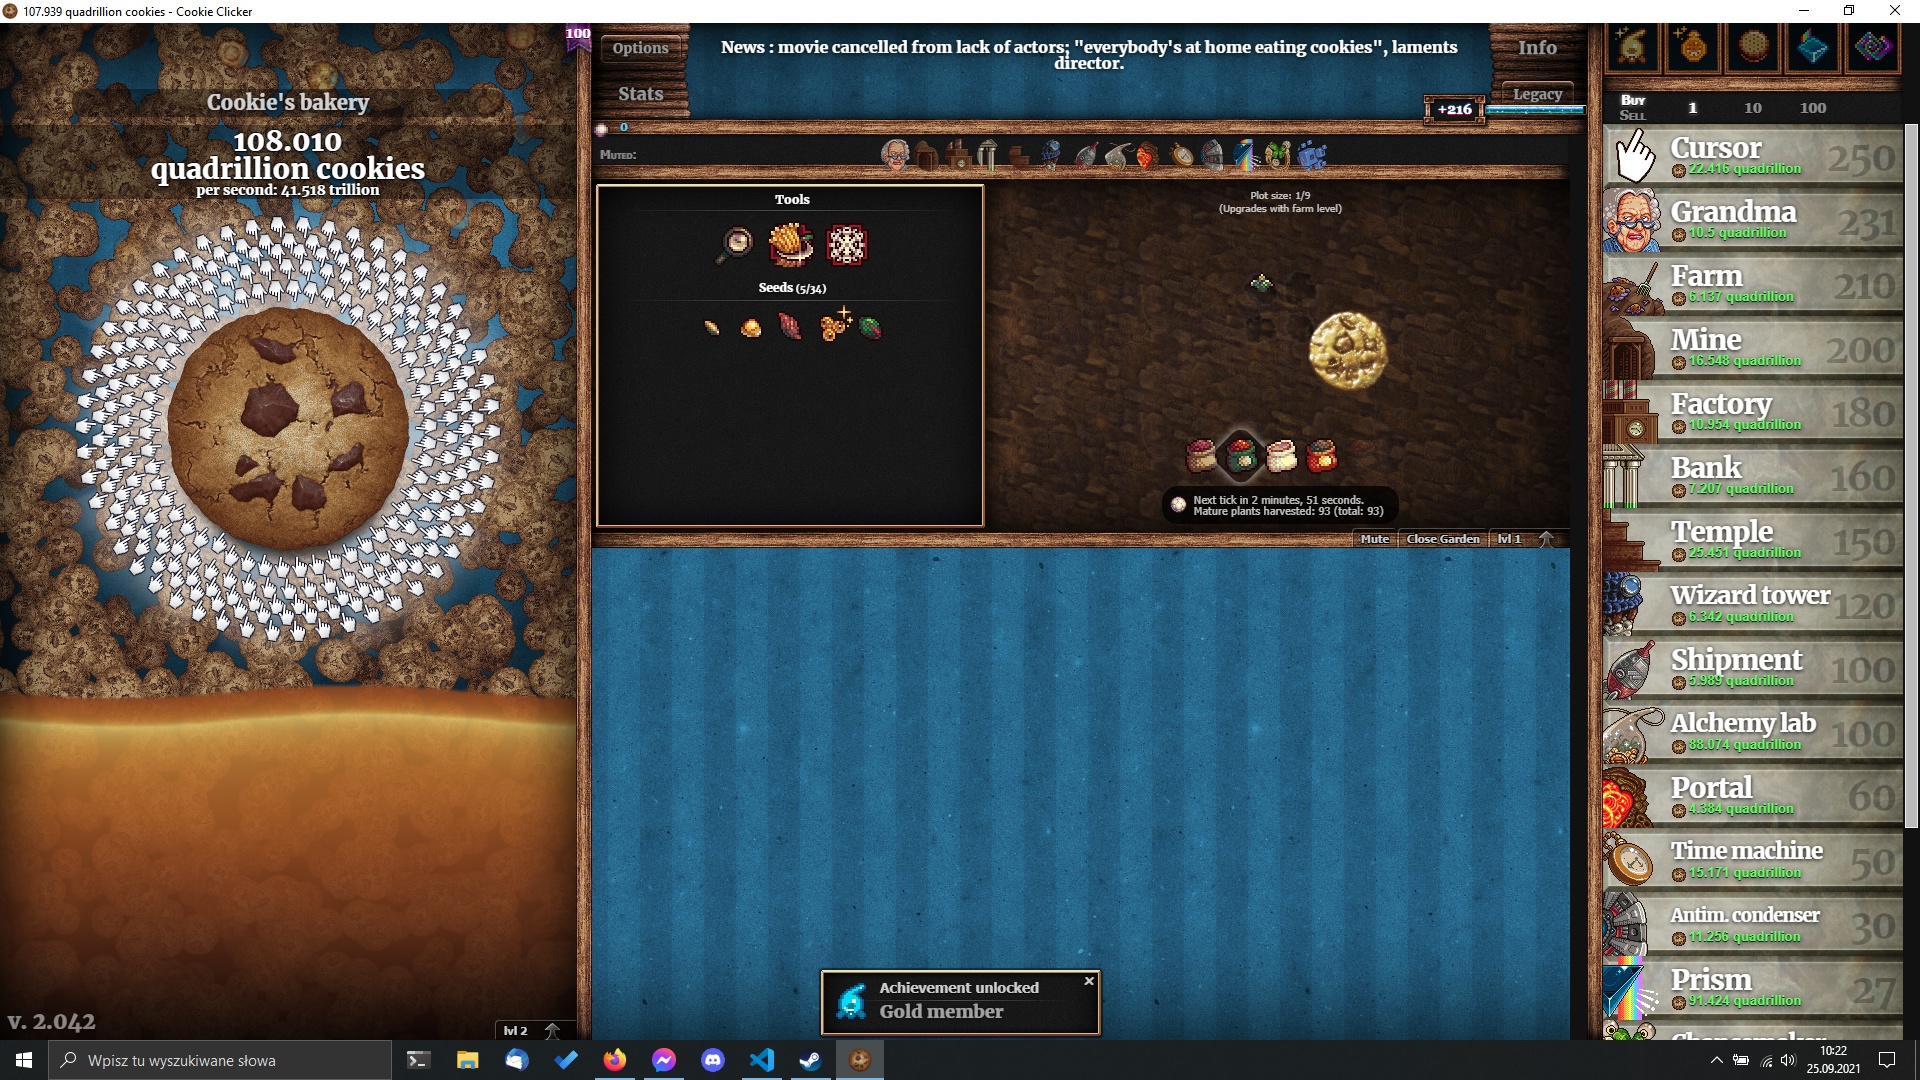 107.939 quadrillion cookies - Cookie Clicker
100
Options
Stats
News : movie cancelled from lack of actors; "everybody's at home eating cookies", laments
director.
Info
Legacy
+216
0
Muted:
Cookie's bakery
108.010
quadrillion cookies
per second: 41.518 trillion
Tools
Seeds (5/34)
Plot size: 1/9
(Upgrades with farm level)
Next tick in 2 minutes, 51 seconds.
Mature plants harvested: 93 (total: 93)
Mute
Close Garden
lvl 1
Buy
Sell
1
10
100
Cursor
22.416 quadrillion
250
Grandma
10.5 quadrillion
231
Farm
6.137 quadrillion
210
Mine
16.548 quadrillion
200
Factory
10.954 quadrillion
180
Bank
7.207 quadrillion
160
Temple
25.451 quadrillion
150
Wizard tower
6.342 quadrillion
120
Shipment
5.989 quadrillion
100
Alchemy lab
88.074 quadrillion
100
Portal
4.384 quadrillion
60
Time machine
15.171 quadrillion
50
Antim. condenser
11.256 quadrillion
30
Prism
91.424 quadrillion
27
Achievement unlocked
Gold member
v. 2.042
lvl 2
Wpisz tu wyszukiwane słowa
10:22
25.09.2021